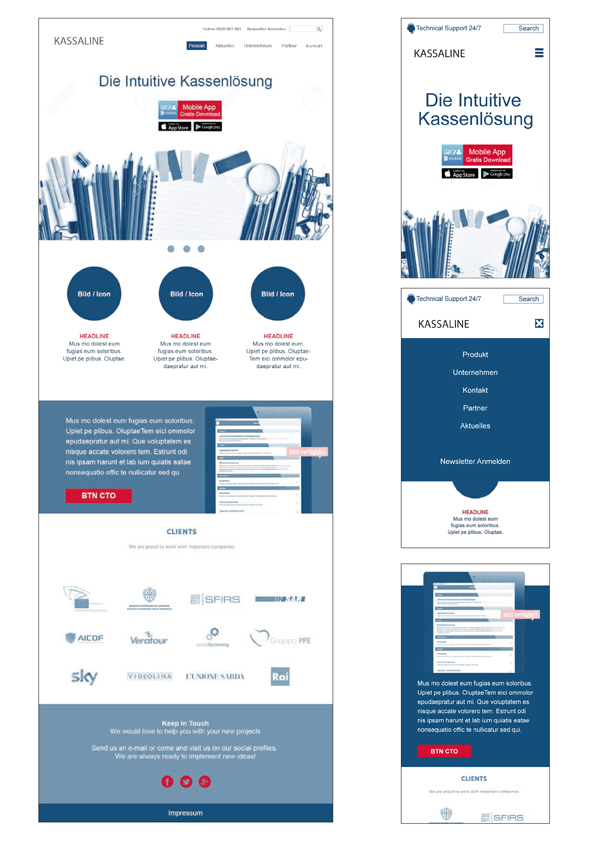 Newsletter Anmelden
KASSALINE
Produkt Aktuelles Unternehmen Partner Kontakt
Die Intuitive Kassenlösung
Mobile App
Gratis Download
App Store Google play
Bild / Icon Bild / Icon Bild / Icon
HEADLINE HEADLINE HEADLINE
Mus mo dolest eum Mus mo dolest eum Mus mo dolest eum
fugias eum soloribus. fugias eum soloribus. fugias eum soloribus.
Upiet pe plibus. Oluptae. Upiet pe plibus. Oluptae- Upiet pe plibus. Oluptae-
daepratur aut mi. Tem eici ommolor epu-
daepratur aut mi.
Mus mo dolest eum fugias eum soloribus.
Upiet pe plibus. OluptaeTem eici ommolor
epudaepratur aut mi. Que voluptatem es
nisque accate volorero tem. Estrunt odi
nis ipsam harunt et lab ium quiatis eatae
nonsequatio offic te nullicatur sed qu
BTN CTO
CLIENTS
We are proud to work with important companies
SFIRS
SAR
AICOF
Veratour
Gruppo PPE
sky
VIDEOLINA
L'UNIONE SARDA
Rai
Keep In Touch
We would love to help you with your new projects
Send us an e-mail or come and visit us on our social profiles.
We are always ready to implement new ideas!
Impressum
Technical Support 24/7 Search
KASSALINE
Die Intuitive
Kassenlösung
Mobile App
Gratis Download
App Store Google play
Technical Support 24/7 Search
KASSALINE
Produkt
Unternehmen
Kontakt
Partner
Aktuelles
Newsletter Anmelden
HEADLINE
Mus mo dolest eum
fugias eum soloribus.
Upiet pe plibus. Oluptae.
Mus mo dolest eum fugias eum soloribus.
Upiet pe plibus. OluptaeTem eici ommolor
epudaepratur aut mi. Que voluptatem es
nisque accate volorero tem. Estrunt odi
nis ipsam harunt et lab ium quiatis eatae
nonsequatio offic te nullicatur sed qu.
BTN CTO
CLIENTS
We are proud to work with important companies
SFIRS